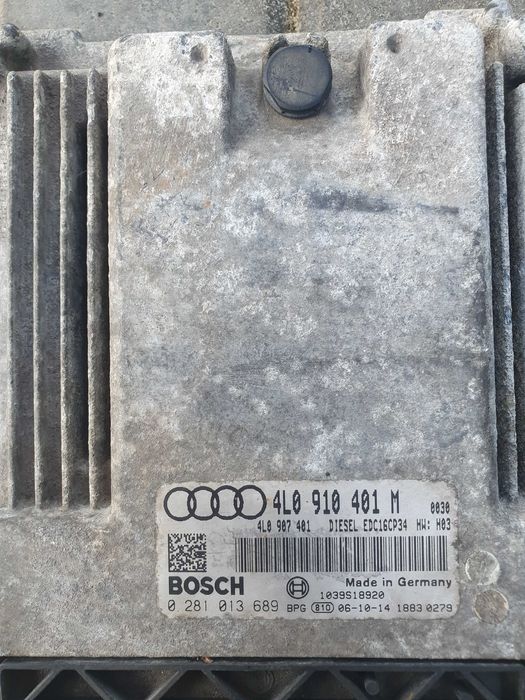 4L0 910 401 M 0030
4L0 907 401 DIESEL EDC16CP34 HW: H03
BOSCH Made in Germany
1039S18920
0 281 013 689 BPG 810 06-10-14 1883 0279